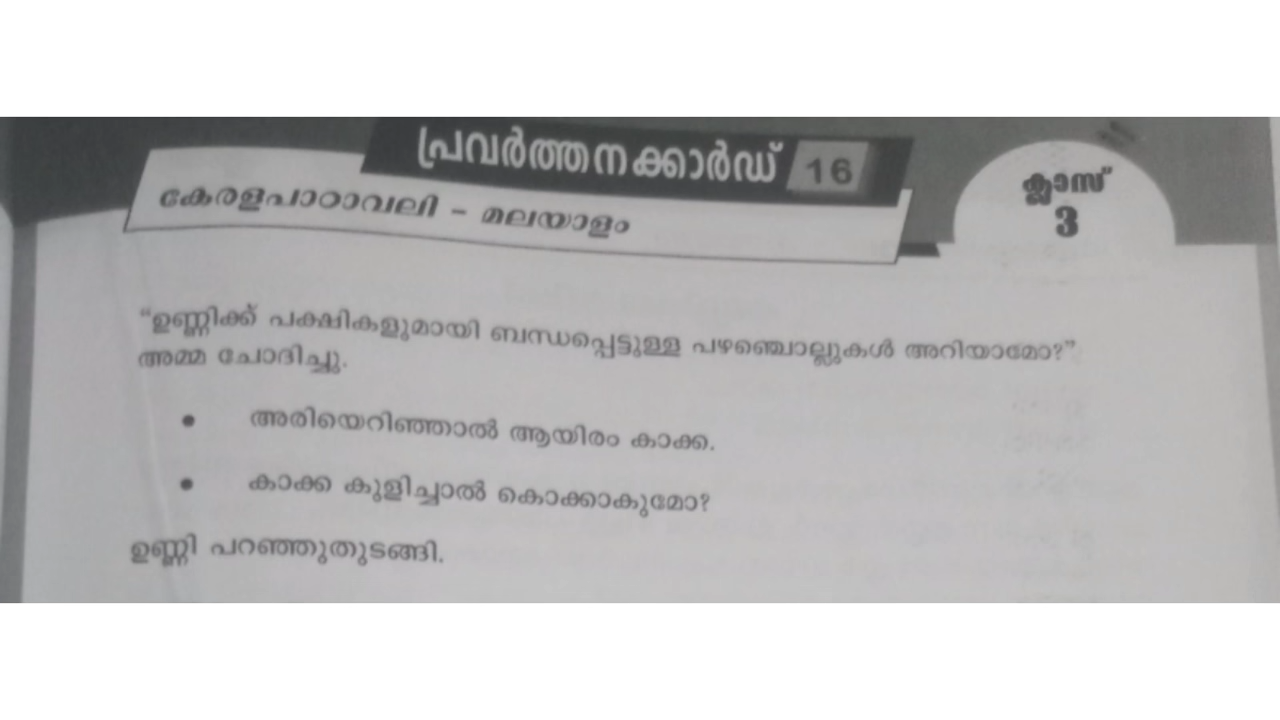 പ്രവർത്തനക്കാർഡ് 16
കേരളപാഠാവലി - മലയാളം
ക്ലാസ്
3
“ഉണ്ണിക്ക് പക്ഷികളുമായി ബന്ധപ്പെട്ടുള്ള പഴഞ്ചൊല്ലുകൾ അറിയാമോ?”
അമ്മ ചോദിച്ചു.
• അരിയെറിഞ്ഞാൽ ആയിരം കാക്ക.
• കാക്ക കുളിച്ചാൽ കൊക്കാകുമോ?
ഉണ്ണി പറഞ്ഞുതുടങ്ങി.